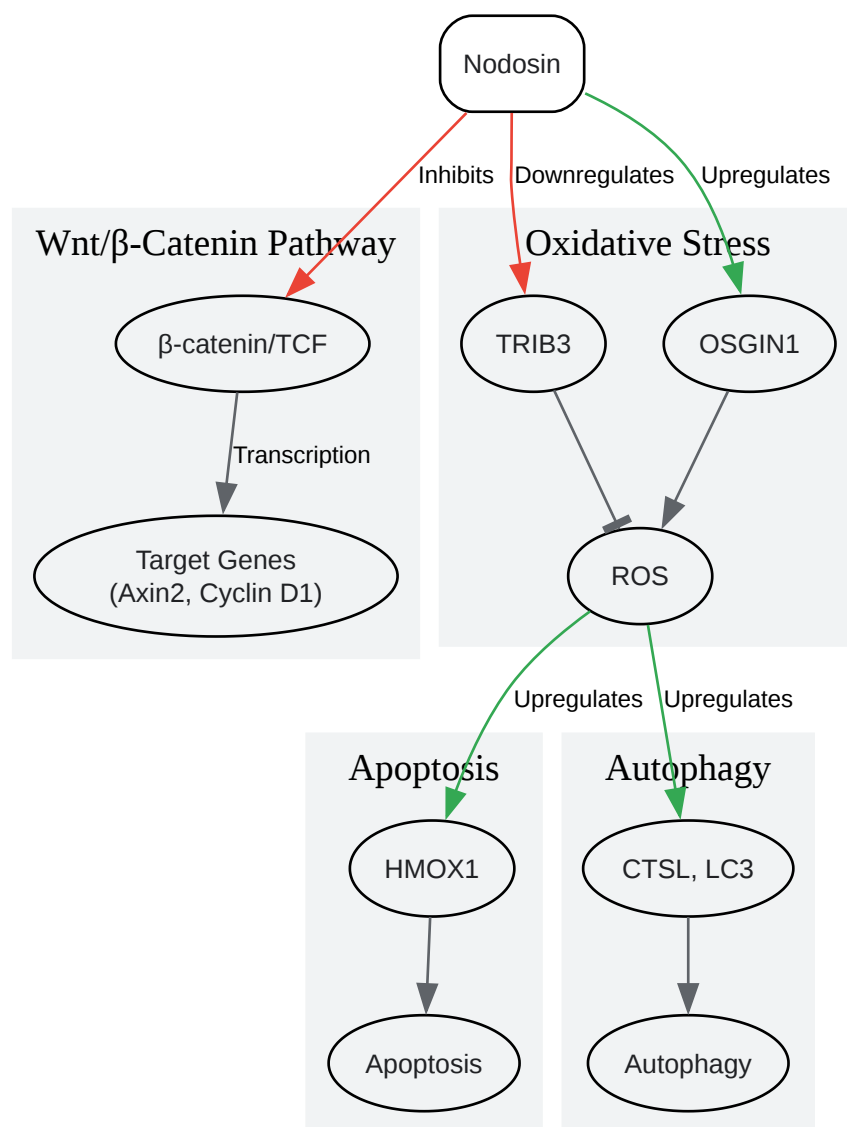 Nodosin
Inhibits
Downregulates
Upregulates
Wnt/β-Catenin Pathway
Oxidative Stress
β-catenin/TCF
TRIB3
OSGIN1
Transcription
Target Genes
(Axin2, Cyclin D1)
ROS
Upregulates
Upregulates
Apoptosis
Autophagy
HMOX1
CTSL, LC3
Apoptosis
Autophagy